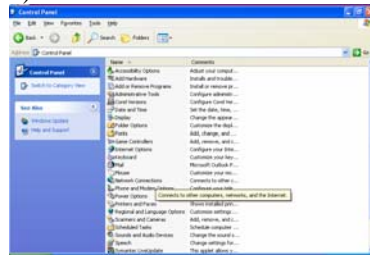 Control Panel
File Edit View Favorites Tools Help
Back Search Folders
Address Control Panel Go
Control Panel
Switch to Category View
See Also
Windows Update
Help and Support
Name Comments
Accessibility Options Adjust your comput...
Add Hardware Installs and trouble...
Add or Remove Programs Install or remove pr...
Administrative Tools Configure administr...
Corel Versions Configure Corel Ver...
Date and Time Set the date, time, ...
Display Change the appear...
Folder Options Customize the displ...
Fonts Add, change, and ...
Game Controllers Add, remove, and c...
Internet Options Configure your Inte...
Keyboard Customize your key...
Mail Microsoft Outlook P...
Mouse Customize your mo...
Network Connections Connects to other c...
Phone and Modem Options Configure your tele...
Power Options
Connects to other computers, networks, and the Internet.
Printers and Faxes Shows installed prin...
Regional and Language Options Customize settings ...
Scanners and Cameras Add, remove, and c...
Scheduled Tasks Schedule computer ...
Sounds and Audio Devices Change the sound s...
Speech Change settings for...
Symantec LiveUpdate This applet allows y...